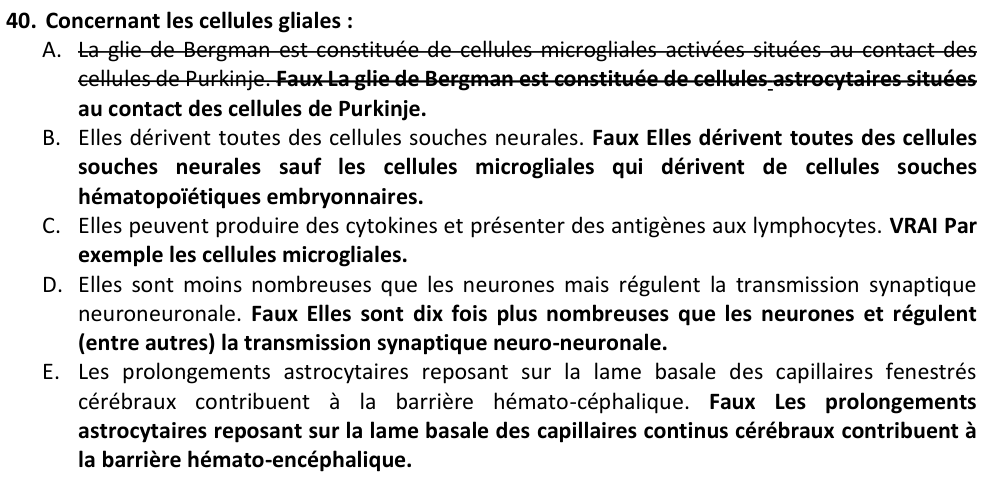 40. Concernant les cellules gliales :
A. La glie de Bergman est constituée de cellules microgliales activées situées au contact des
cellules de Purkinje. Faux La glie de Bergman est constituée de cellules astrocytaires situées
au contact des cellules de Purkinje.
B. Elles dérivent toutes des cellules souches neurales. Faux Elles dérivent toutes des cellules
souches neurales sauf les cellules microgliales qui dérivent de cellules souches
hématopoïétiques embryonnaires.
C. Elles peuvent produire des cytokines et présenter des antigènes aux lymphocytes. VRAI Par
exemple les cellules microgliales.
D. Elles sont moins nombreuses que les neurones mais régulent la transmission synaptique
neuroneuronale. Faux Elles sont dix fois plus nombreuses que les neurones et régulent
(entre autres) la transmission synaptique neuro-neuronale.
E. Les prolongements astrocytaires reposant sur la lame basale des capillaires fenestrés
cérébraux contribuent à la barrière hémato-céphalique. Faux Les prolongements
astrocytaires reposant sur la lame basale des capillaires continus cérébraux contribuent à
la barrière hémato-encéphalique.